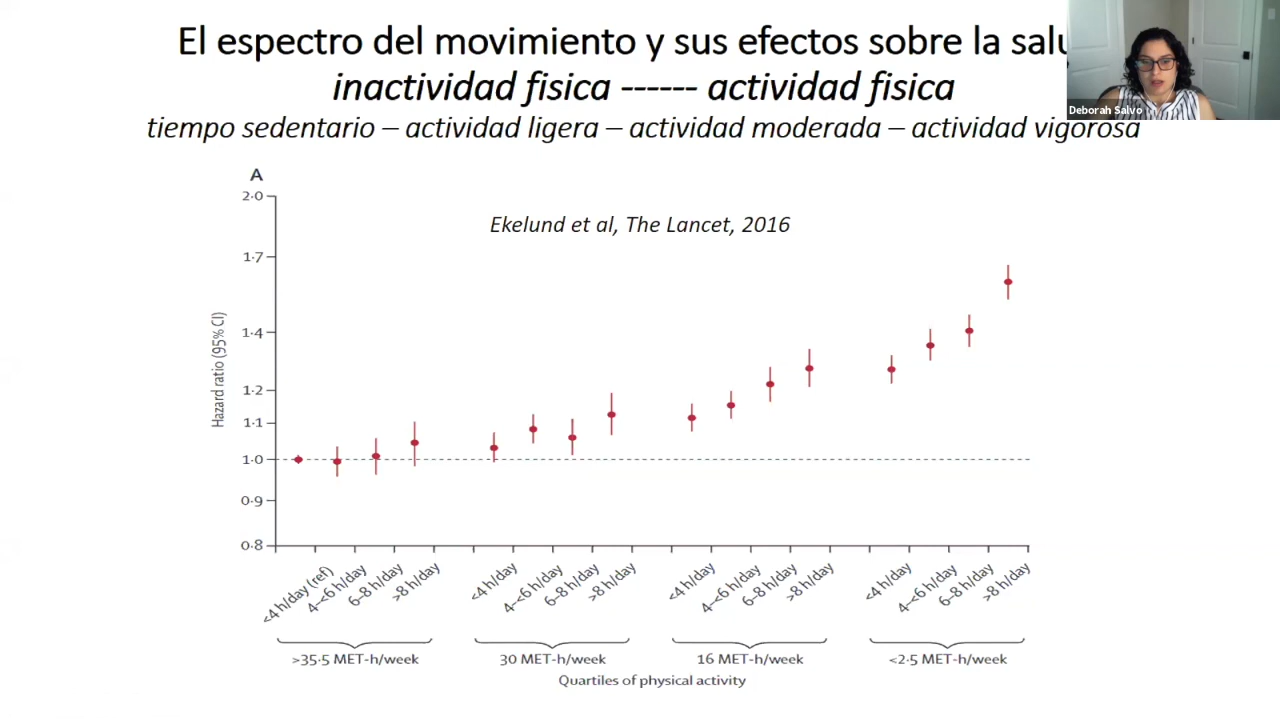 El espectro del movimiento y sus efectos sobre la salu
inactividad fisica ------ actividad fisica
tiempo sedentario – actividad ligera – actividad moderada – actividad vigorosa
Deborah Salvo
A
Ekelund et al, The Lancet, 2016
Hazard ratio (95% CI)
2·0
1·7
1·4
1·2
1·1
1·0
0·9
0·8
<4 h/day (ref)
4–<6 h/day
6–8 h/day
>8 h/day
<4 h/day
4–<6 h/day
6–8 h/day
>8 h/day
<4 h/day
4–<6 h/day
6–8 h/day
>8 h/day
<4 h/day
4–<6 h/day
6–8 h/day
>8 h/day
>35·5 MET-h/week
30 MET-h/week
16 MET-h/week
<2·5 MET-h/week
Quartiles of physical activity